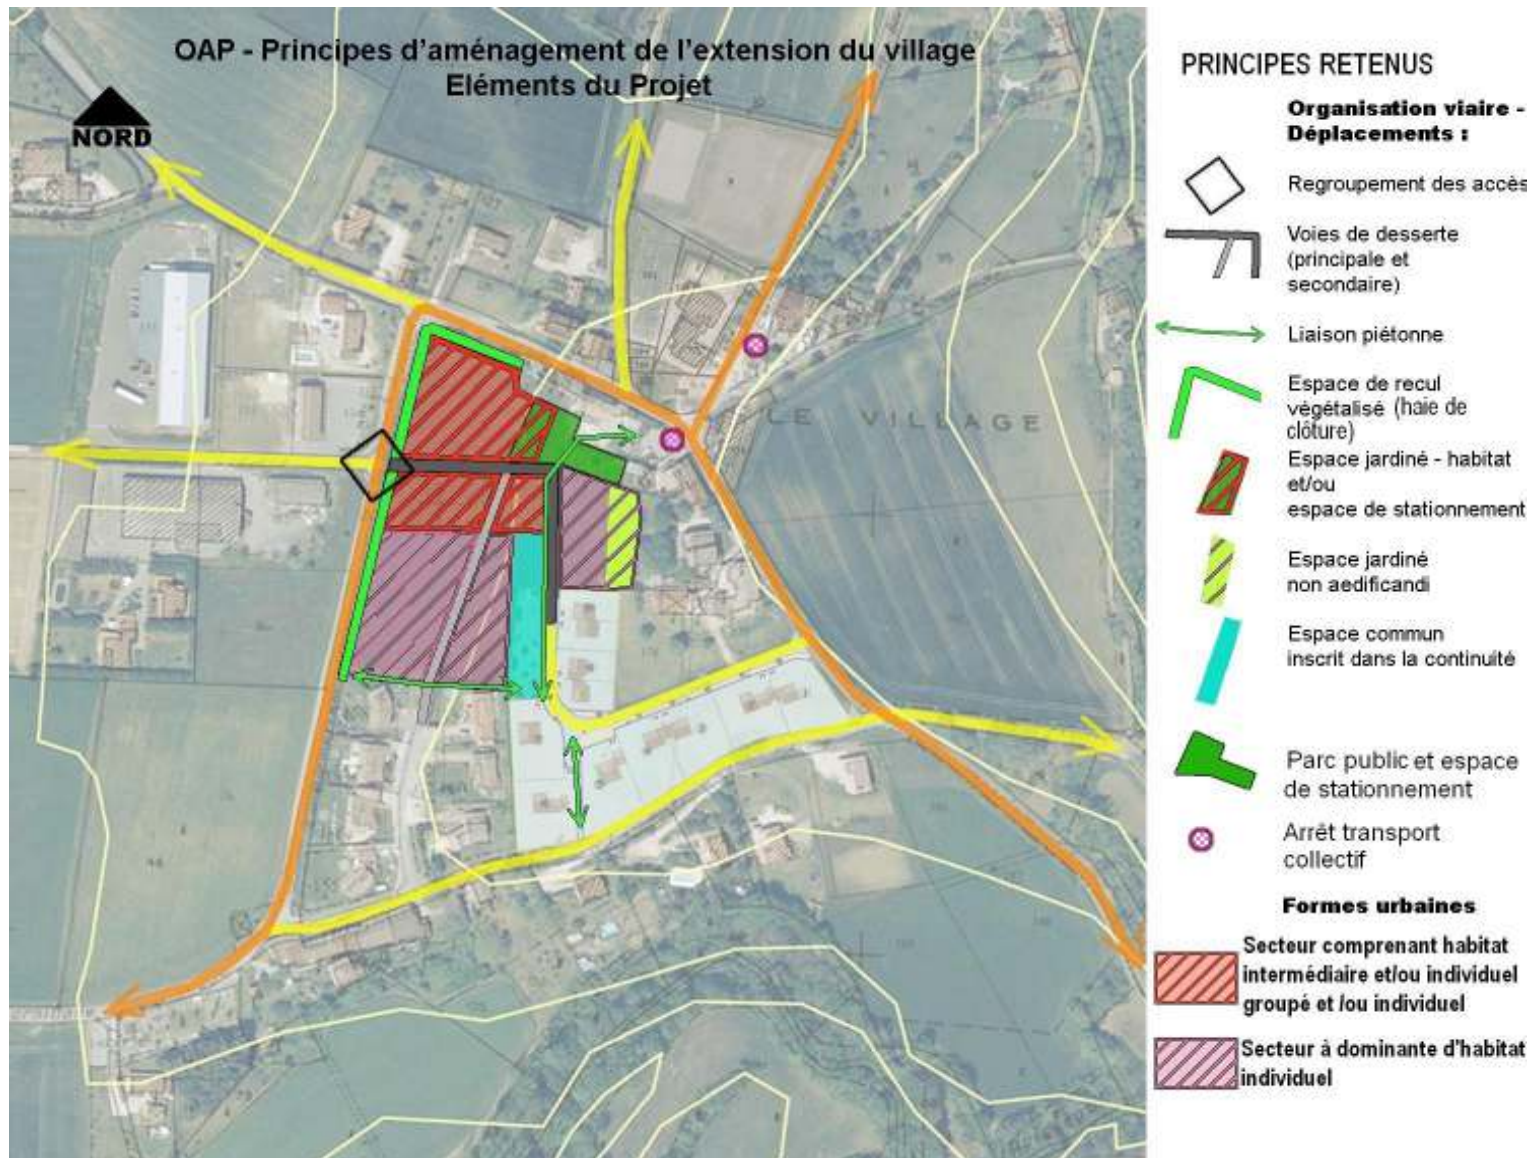 OAP - Principes d'aménagement de l'extension du village
Eléments du Projet
NORD
LE VILLAGE
PRINCIPES RETENUS
Organisation viaire -
Déplacements :
Regroupement des accès
Voies de desserte
(principale et
secondaire)
Liaison piétonne
Espace de recul
végétalisé (haie de
clôture)
Espace jardiné - habitat
et/ou
espace de stationnement
Espace jardiné
non aedificandi
Espace commun
inscrit dans la continuité
Parc public et espace
de stationnement
Arrêt transport
collectif
Formes urbaines
Secteur comprenant habitat
intermédiaire et/ou individuel
groupé et /ou individuel
Secteur à dominante d'habitat
individuel